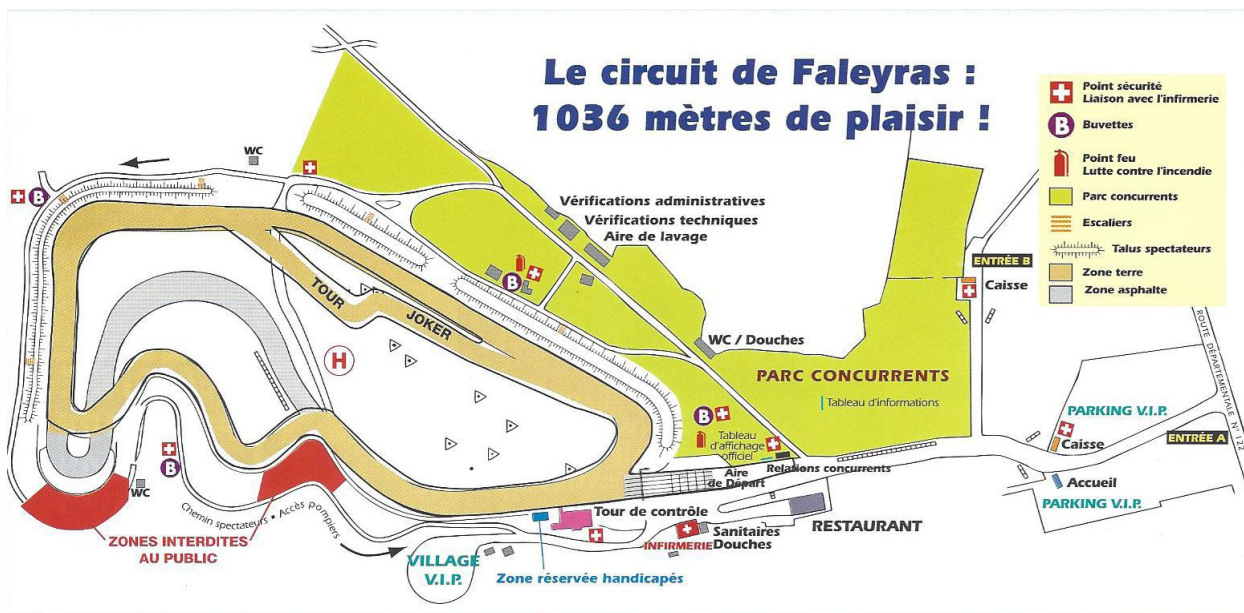 Le circuit de Faleyras :
1036 mètres de plaisir !
Point sécurité
Liaison avec l'infirmerie
B
Buvettes
Point feu
Lutte contre l'incendie
Parc concurrents
Escaliers
Talus spectateurs
Zone terre
Zone asphalte
WC
B
Vérifications administratives
Vérifications techniques
Aire de lavage
ENTRÉE B
Caisse
B
TOUR
JOKER
H
WC / Douches
PARC CONCURRENTS
Tableau d'informations
ROUTE DÉPARTEMENTALE N° 122
B
Tableau
d'affichage
officiel
PARKING V.I.P.
Caisse
ENTRÉE A
Relations concurrents
Aire
de Départ
B
WC
Accueil
PARKING V.I.P.
Chemin spectateurs • Accès pompiers
Tour de contrôle
RESTAURANT
Sanitaires
Douches
INFIRMERIE
ZONES INTERDITES
AU PUBLIC
VILLAGE
V.I.P.
Zone réservée handicapés